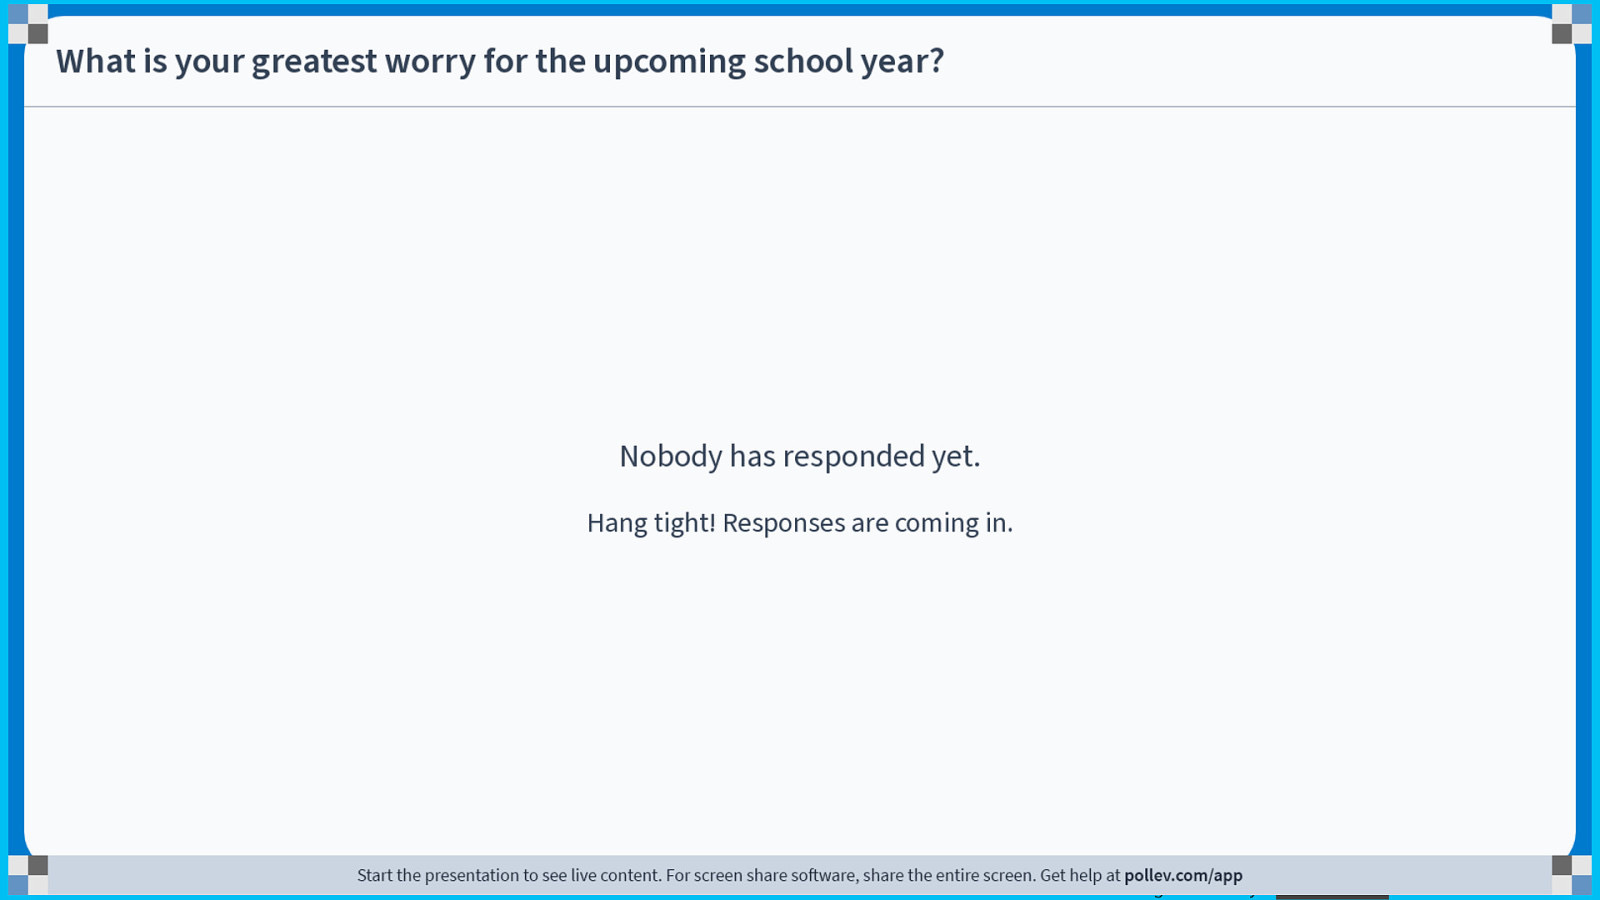 What is your greatest worry for the upcoming school year?
Nobody has responded yet.
Hang tight! Responses are coming in.
Start the presentation to see live content. For screen share software, share the entire screen. Get help at pollev.com/app